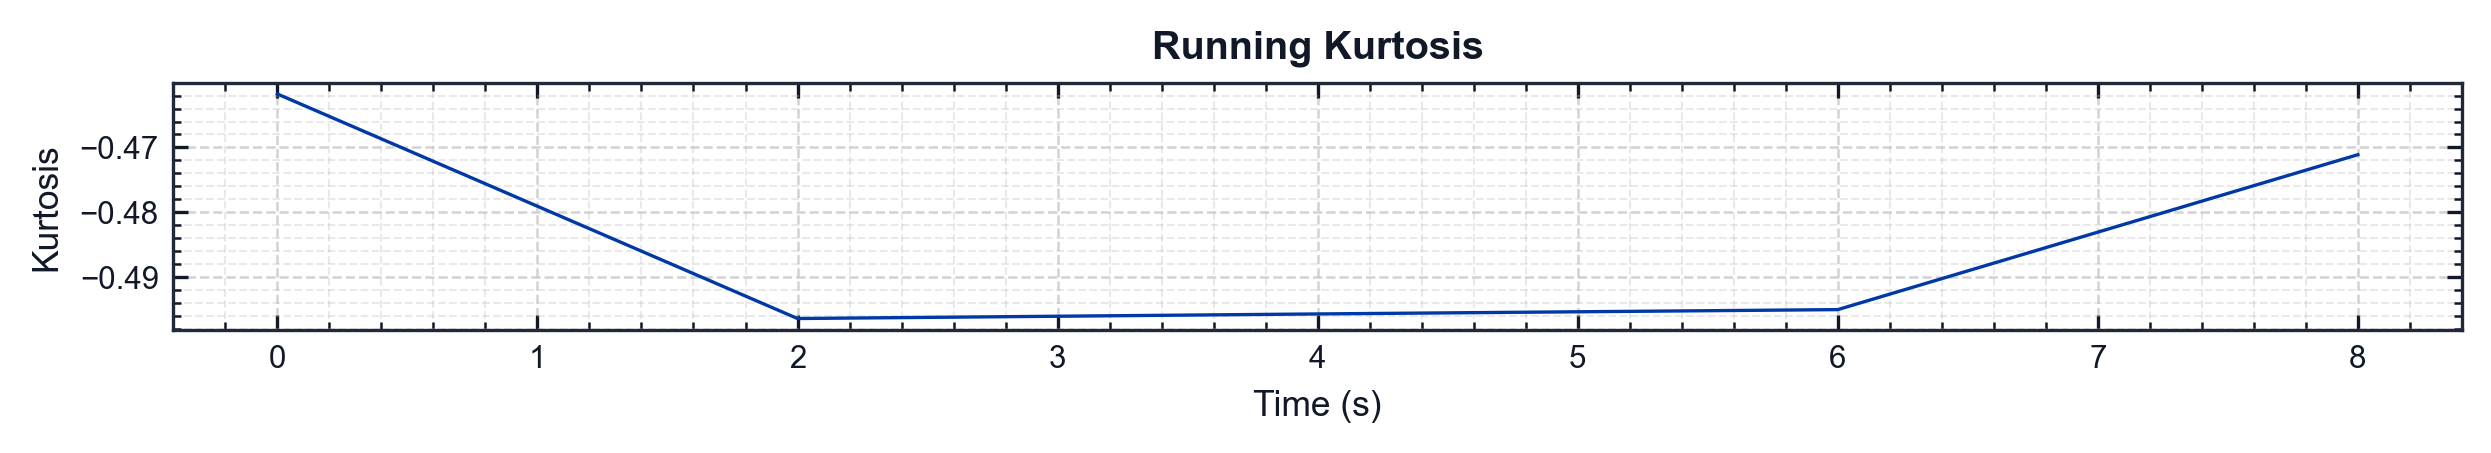 Running Kurtosis
Kurtosis
−0.47
−0.48
−0.49
0 1 2 3 4 5 6 7 8
Time (s)